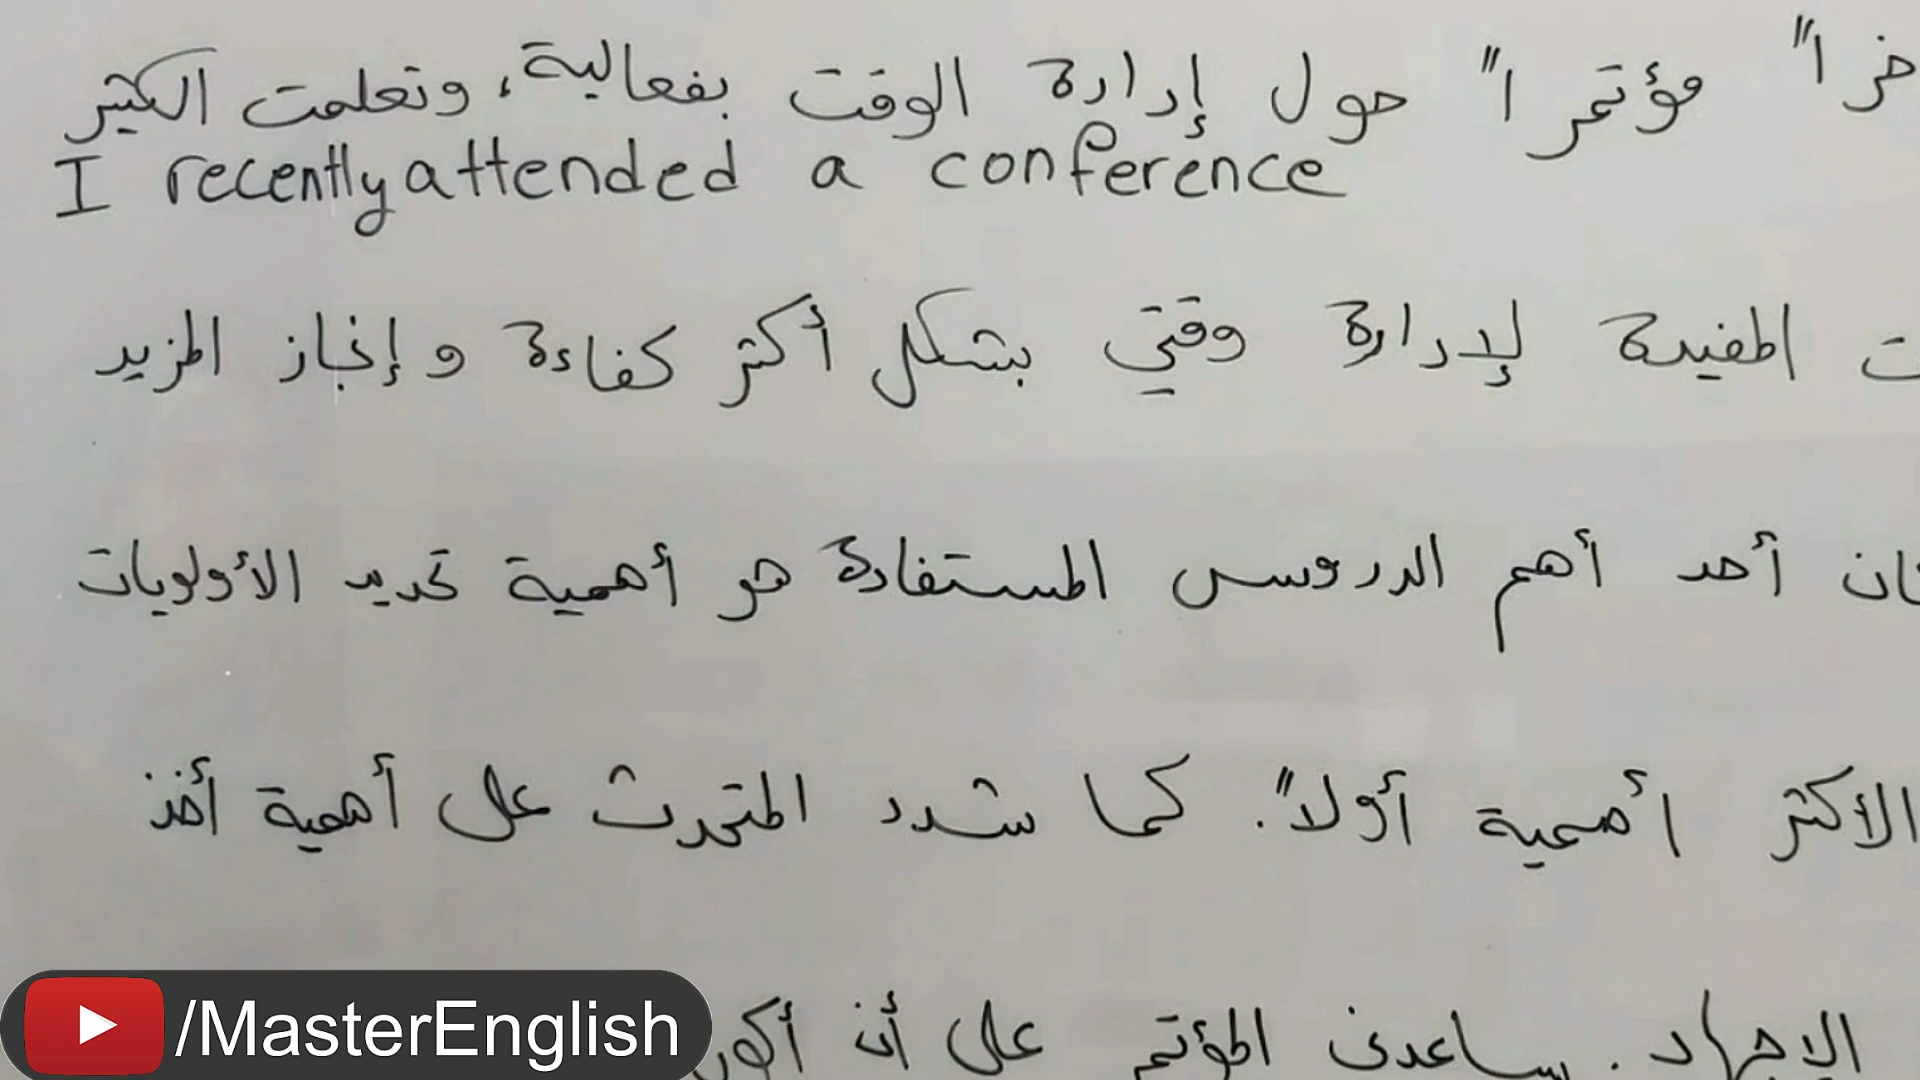 مؤتمراً حول إدارة الوقت بفعالية، وتعلمت الكثير
I recently attended a conference
المفيدة لإدارة وقتي بشكل أكثر كفاءة وإنجاز المزيد
أحد أهم الدروس المستفادة هو أهمية تحديد الأولويات
الأكثر أهمية أولاً. كما شدد المتحدث على أهمية أخذ
الإجهاد. ساعدني المؤتمر على أن
/MasterEnglish